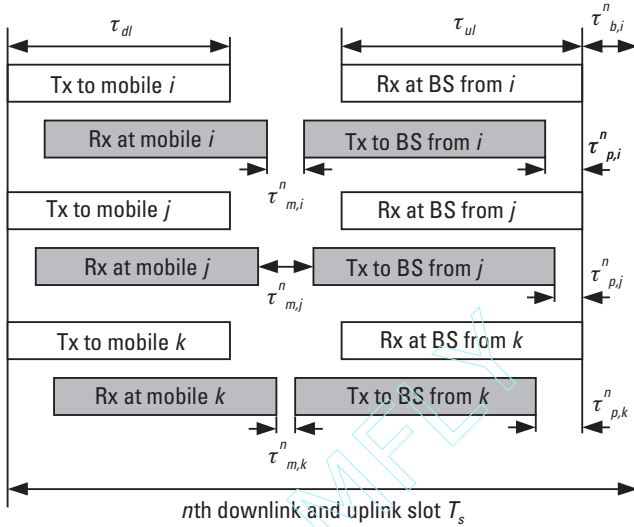 τ_dl τ_ul τ^n_b,i
Tx to mobile i Rx at BS from i
Rx at mobile i Tx to BS from i τ^n_p,i
τ^n_m,i
Tx to mobile j Rx at BS from j
Rx at mobile j Tx to BS from j τ^n_p,j
τ^n_m,j
Tx to mobile k Rx at BS from k
Rx at mobile k Tx to BS from k τ^n_p,k
τ^n_m,k
MFLY
nth downlink and uplink slot T_s